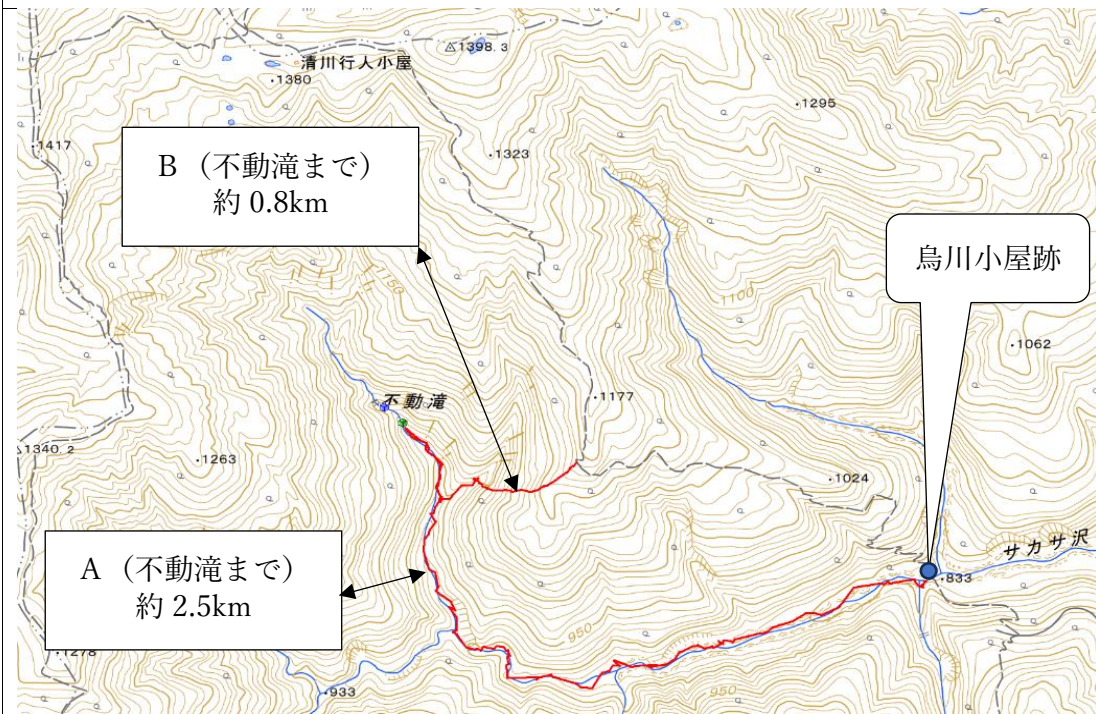 △1398.3
清川行人小屋
・1380
・1295
・1417
・1323
B （不動滝まで）
約 0.8km
烏川小屋跡
1100
・1062
不動滝
・1177
△1340.2
・1263
・1024
サカサ沢
A （不動滝まで）
約 2.5km
・833
950
・1278
・933
950